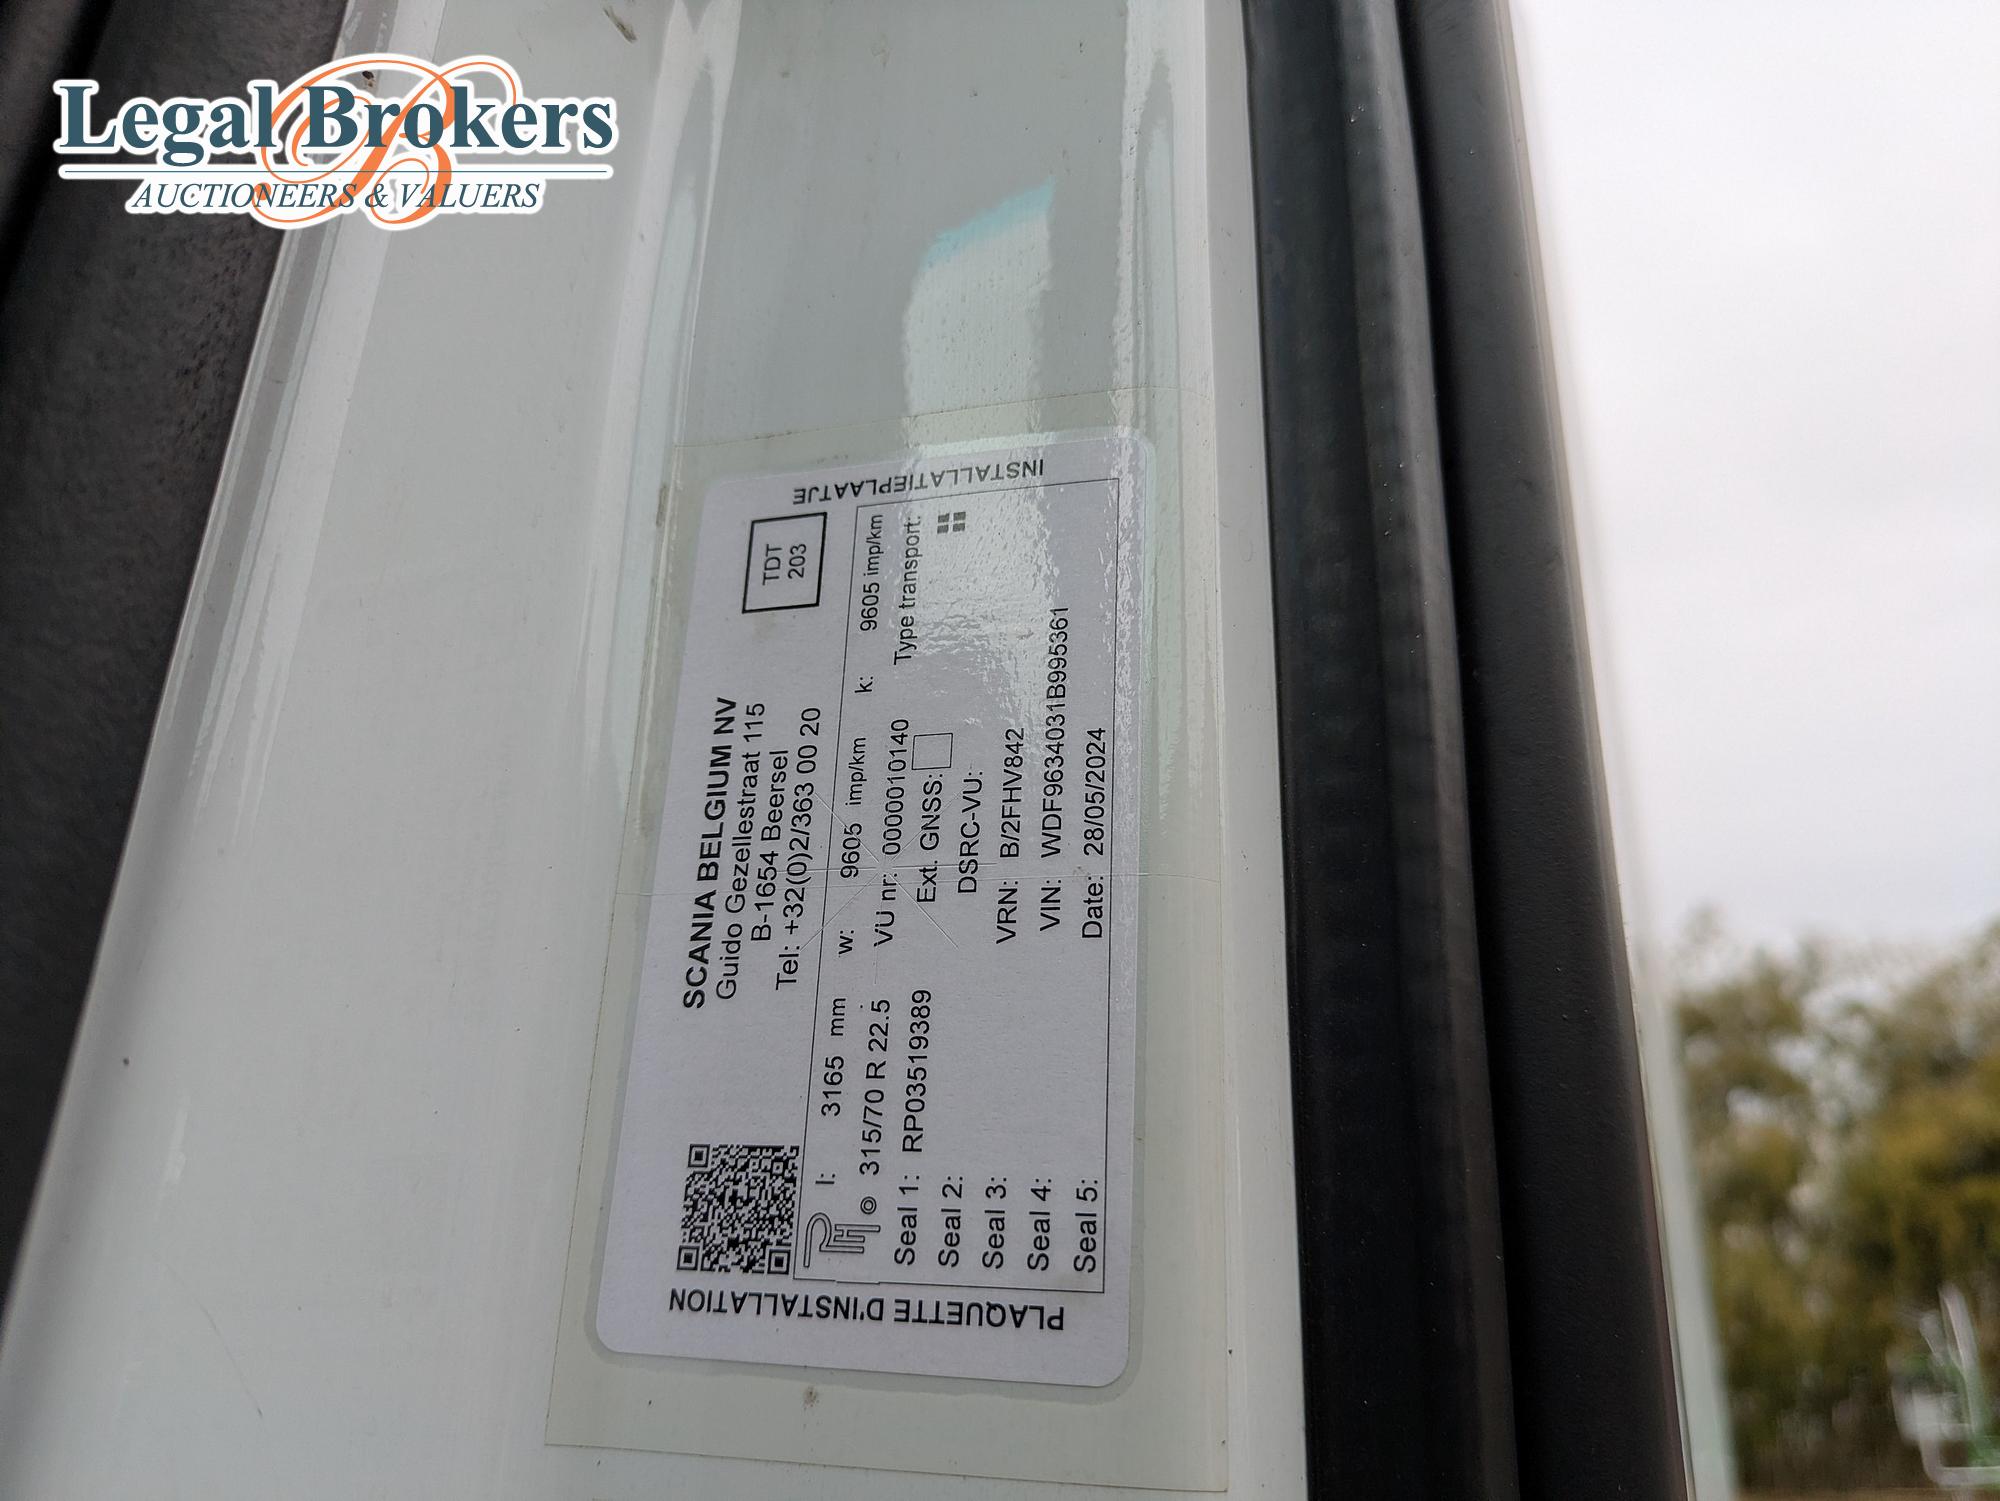 Legal Brokers
AUCTIONEERS & VALUERS
PLAQUETTE D'INSTALLATION
INSTALLATIEPLAATJE
SCANIA BELGIUM NV
Guido Gezellestraat 115
B-1654 Beersel
Tel: +32(0)2/363 00 20
TDT
203
l: 3165 mm w: 9605 imp/km k: 9605 imp/km
315/70 R 22.5 VU nr: 0000010140 Type transport:
Seal 1: RP03519389 Ext. GNSS:
Seal 2: DSRC-VU:
Seal 3: VRN: B/2FHV842
Seal 4: VIN: WDF9634031B995361
Seal 5: Date: 28/05/2024